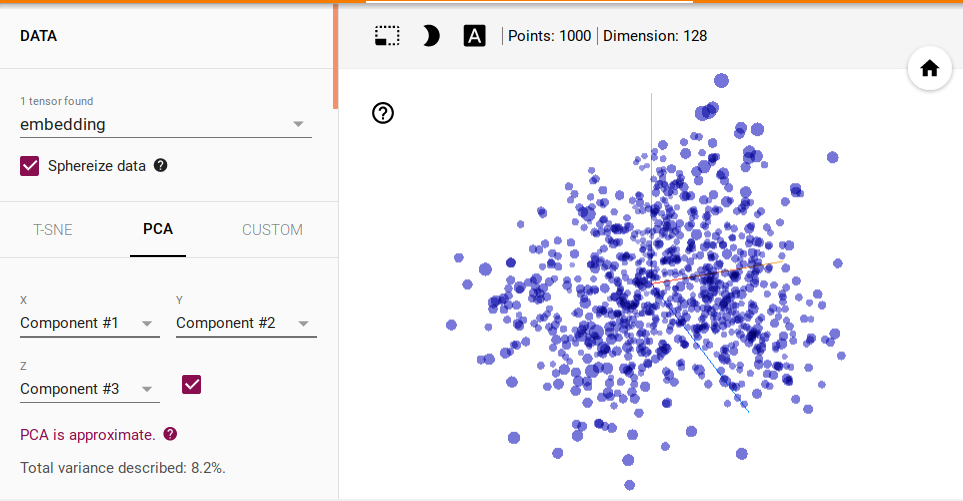 DATA
A
Points: 1000
Dimension: 128
1 tensor found
embedding
Sphereize data
T-SNE
PCA
CUSTOM
X
Y
Component #1
Component #2
Z
Component #3
PCA is approximate.
Total variance described: 8.2%.